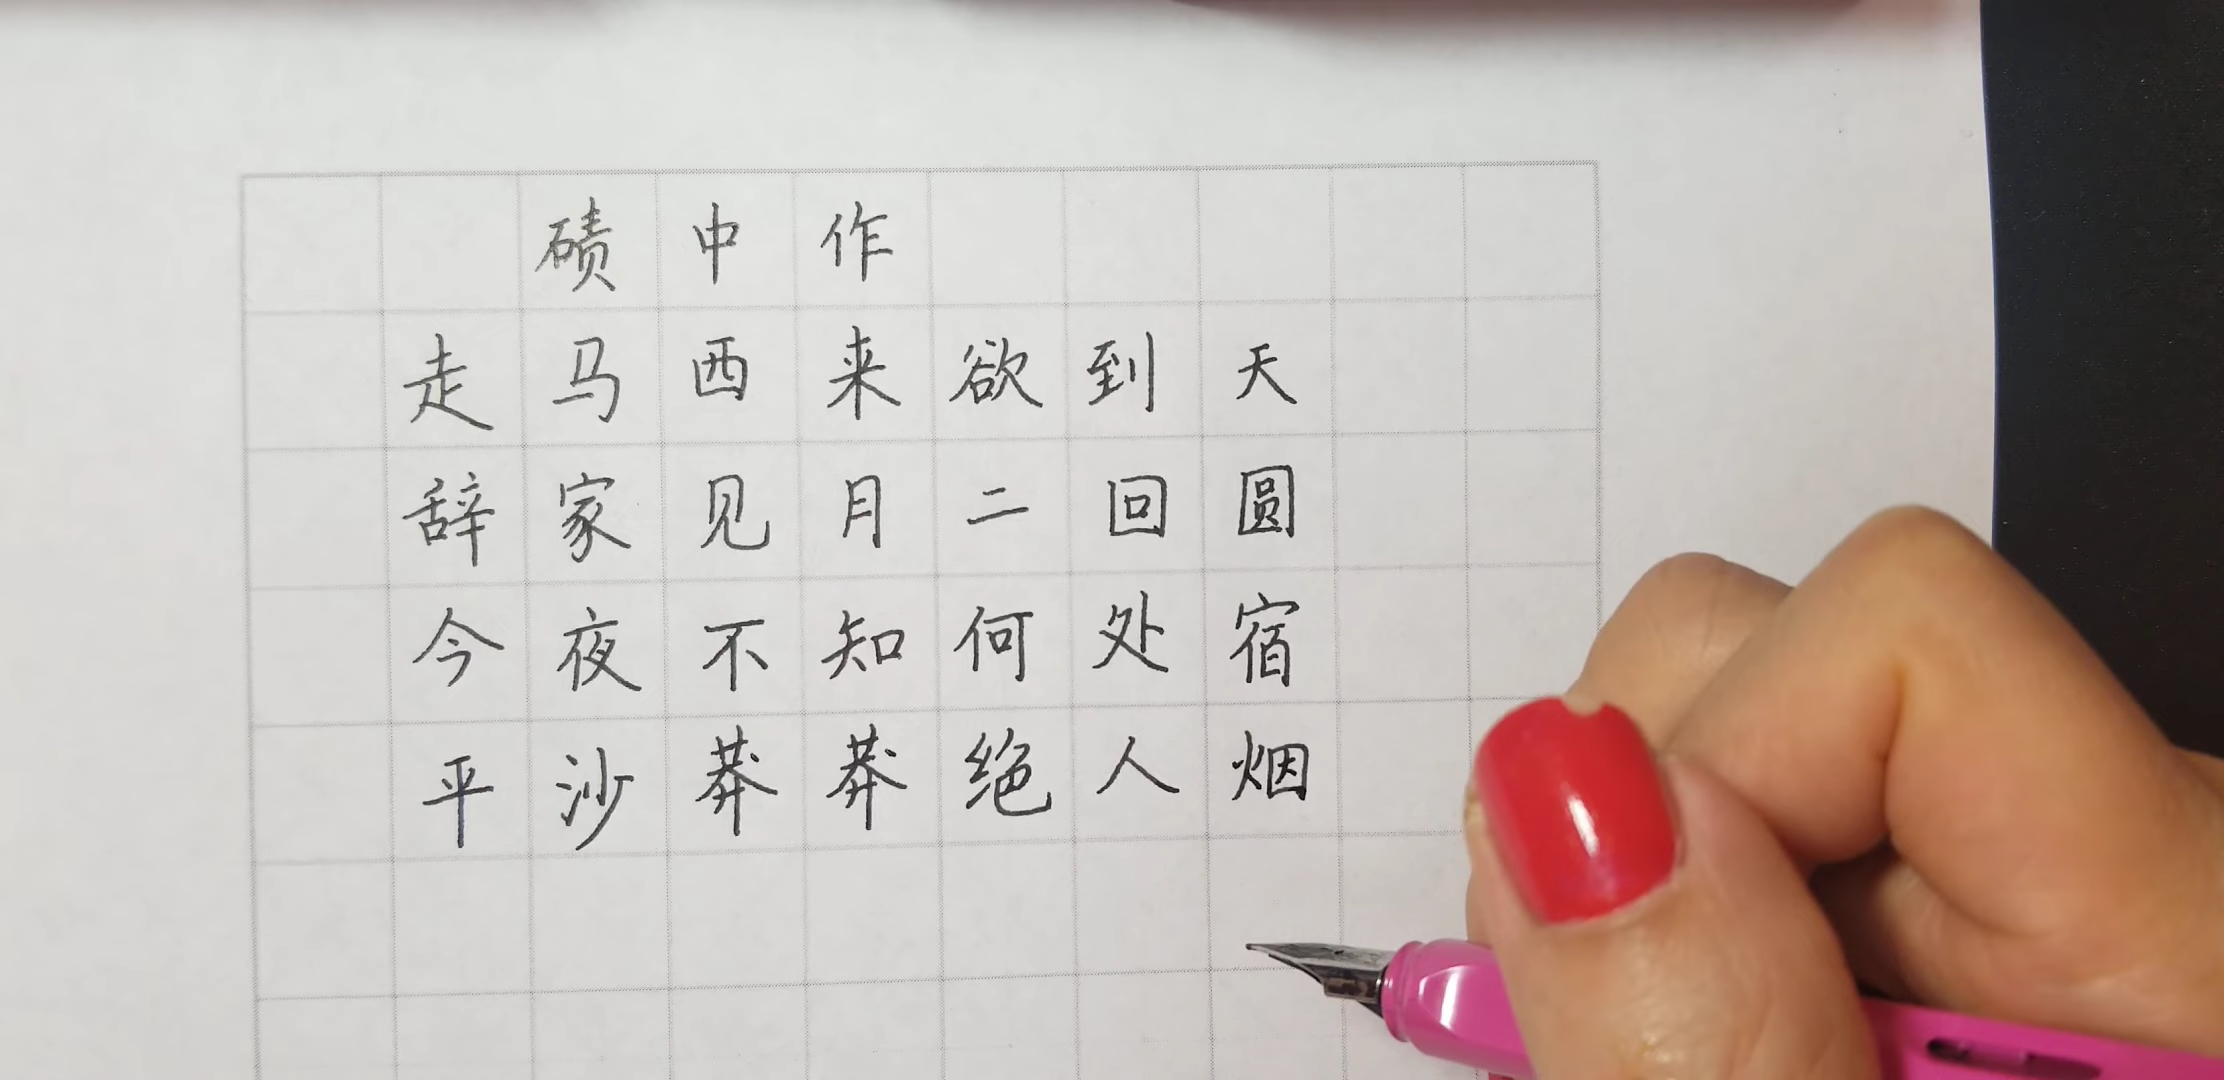 碛中作
走马西来欲到天
辞家见月二回圆
今夜不知何处宿
平沙莽莽绝人烟